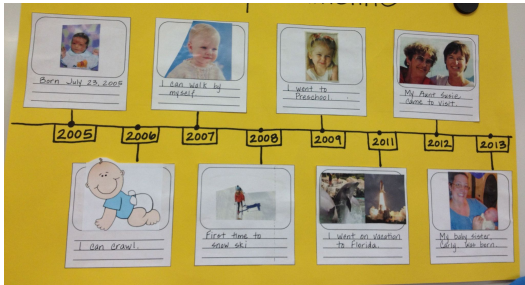 Born July 23, 2005
I can walk by
myself
I went to
Preschool.
My Aunt Susie
came to visit.
2005
2006
2007
2008
2009
2011
2012
2013
I can crawl.
First time to
snow ski
I went on vacation
to Florida.
My baby sister,
Carly, was born.